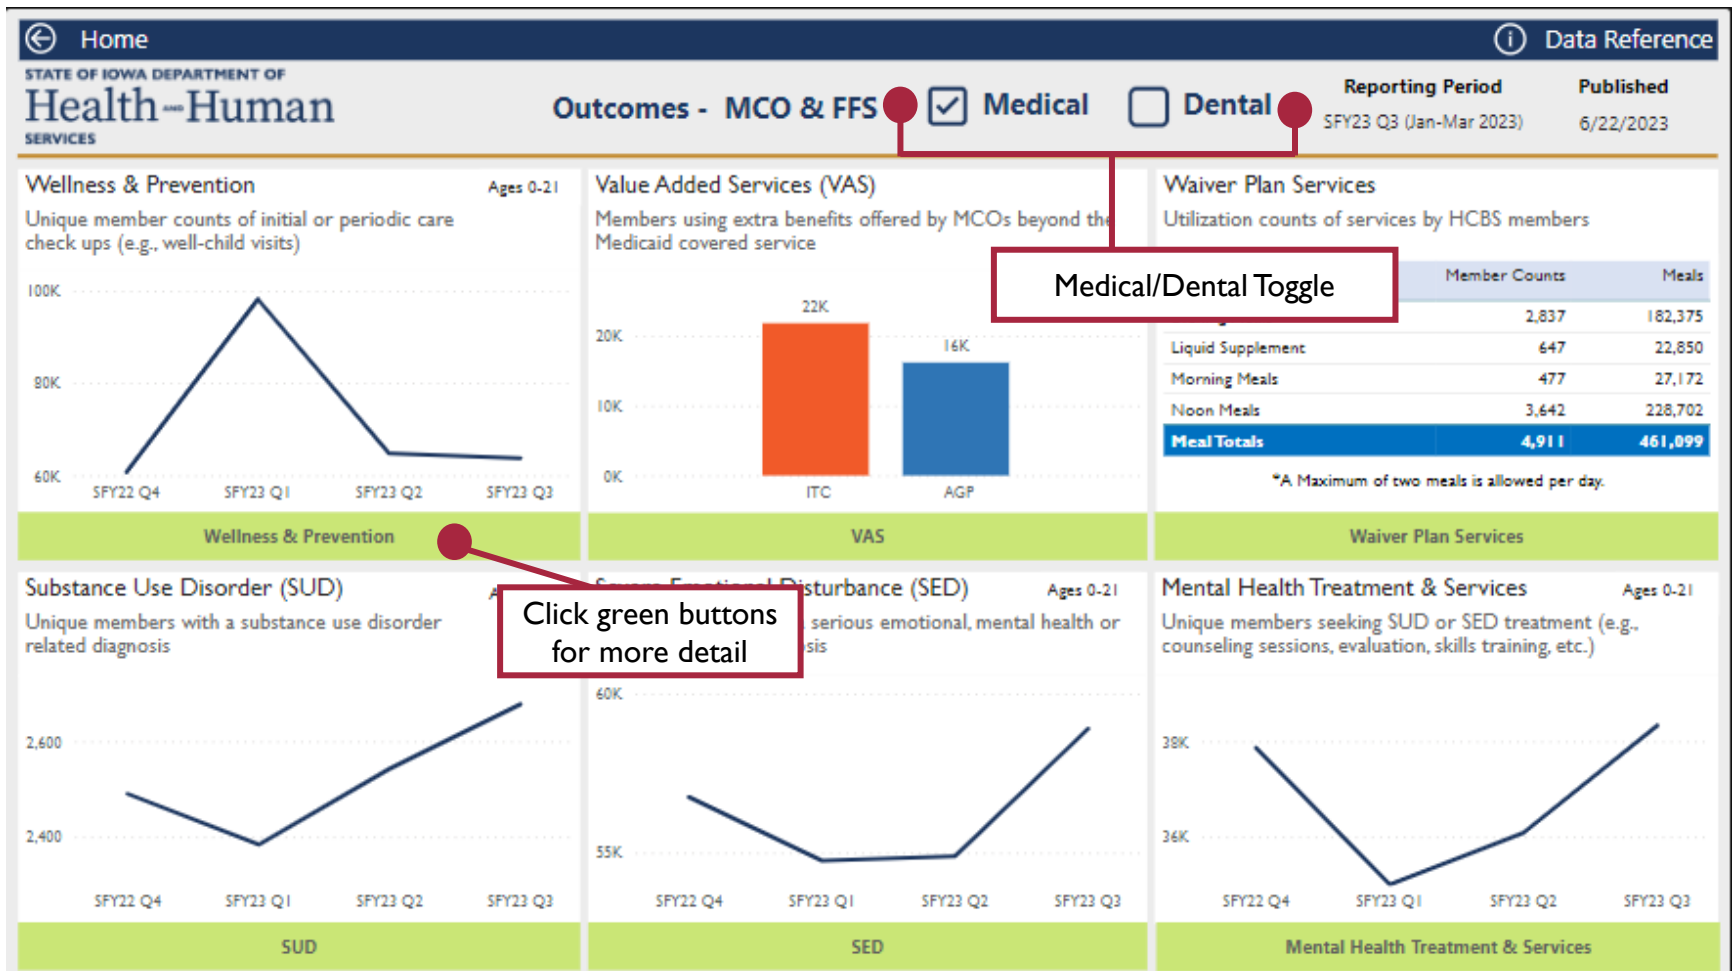 Home
Data Reference
STATE OF IOWA DEPARTMENT OF
Health AND Human
SERVICES
Outcomes - MCO & FFS
Medical
Dental
Reporting Period
SFY23 Q3 (Jan-Mar 2023)
Published
6/22/2023
Medical/Dental Toggle
Wellness & Prevention
Ages 0-21
Unique member counts of initial or periodic care
check ups (e.g., well-child visits)
100K
80K
60K
SFY22 Q4 SFY23 Q1 SFY23 Q2 SFY23 Q3
Wellness & Prevention
Value Added Services (VAS)
Members using extra benefits offered by MCOs beyond the
Medicaid covered service
22K
20K
16K
10K
0K
ITC AGP
VAS
Waiver Plan Services
Utilization counts of services by HCBS members
Member Counts Meals
2,837 182,375
Liquid Supplement 647 22,850
Morning Meals 477 27,172
Noon Meals 3,642 228,702
Meal Totals 4,911 461,099
*A Maximum of two meals is allowed per day.
Waiver Plan Services
Click green buttons
for more detail
Substance Use Disorder (SUD)
Unique members with a substance use disorder
related diagnosis
2,600
2,400
SFY22 Q4 SFY23 Q1 SFY23 Q2 SFY23 Q3
SUD
Disturbance (SED)
Ages 0-21
serious emotional, mental health or
60K
55K
SFY22 Q4 SFY23 Q1 SFY23 Q2 SFY23 Q3
SED
Mental Health Treatment & Services
Ages 0-21
Unique members seeking SUD or SED treatment (e.g.,
counseling sessions, evaluation, skills training, etc.)
38K
36K
SFY22 Q4 SFY23 Q1 SFY23 Q2 SFY23 Q3
Mental Health Treatment & Services